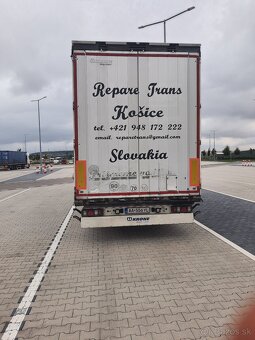 Repare Trans
Košice
tel. +421 948 172 222
email. reparetrans@gmail.com
Slovakia
KRONE